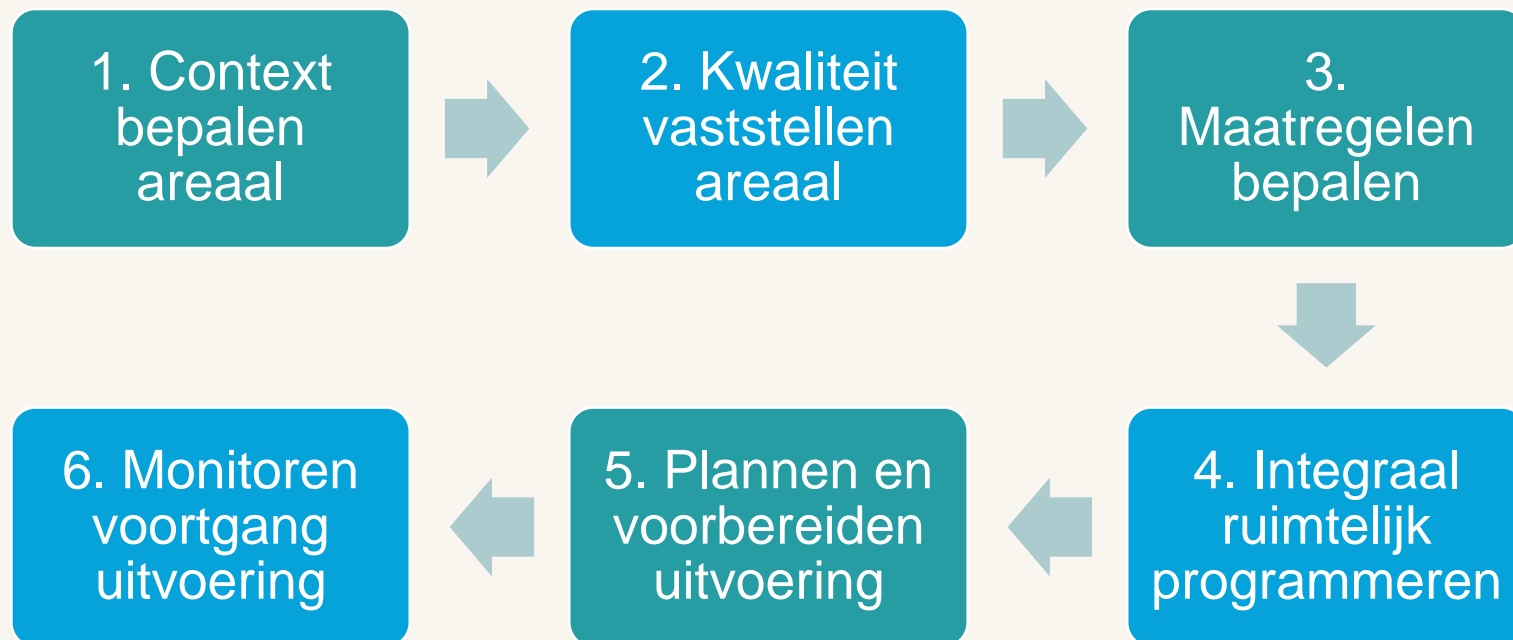 1. Context
bepalen
areaal
2. Kwaliteit
vaststellen
areaal
3.
Maatregelen
bepalen
4. Integraal
ruimtelijk
programmeren
5. Plannen en
voorbereiden
uitvoering
6. Monitoren
voortgang
uitvoering